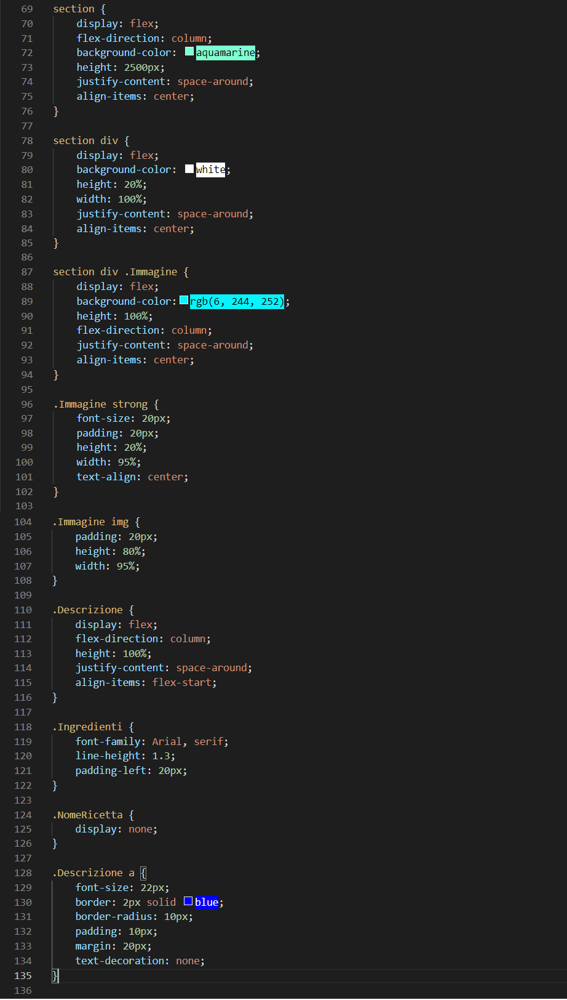 69 section {
70 display: flex;
71 flex-direction: column;
72 background-color: aquamarine;
73 height: 2500px;
74 justify-content: space-around;
75 align-items: center;
76 }
77
78 section div {
79 display: flex;
80 background-color: white;
81 height: 20%;
82 width: 100%;
83 justify-content: space-around;
84 align-items: center;
85 }
86
87 section div .Immagine {
88 display: flex;
89 background-color: rgb(6, 244, 252);
90 height: 100%;
91 flex-direction: column;
92 justify-content: space-around;
93 align-items: center;
94 }
95
96 .Immagine strong {
97 font-size: 20px;
98 padding: 20px;
99 height: 20%;
100 width: 95%;
101 text-align: center;
102 }
103
104 .Immagine img {
105 padding: 20px;
106 height: 80%;
107 width: 95%;
108 }
109
110 .Descrizione {
111 display: flex;
112 flex-direction: column;
113 height: 100%;
114 justify-content: space-around;
115 align-items: flex-start;
116 }
117
118 .Ingredienti {
119 font-family: Arial, serif;
120 line-height: 1.3;
121 padding-left: 20px;
122 }
123
124 .NomeRicetta {
125 display: none;
126 }
127
128 .Descrizione a {
129 font-size: 22px;
130 border: 2px solid blue;
131 border-radius: 10px;
132 padding: 10px;
133 margin: 20px;
134 text-decoration: none;
135 }
136